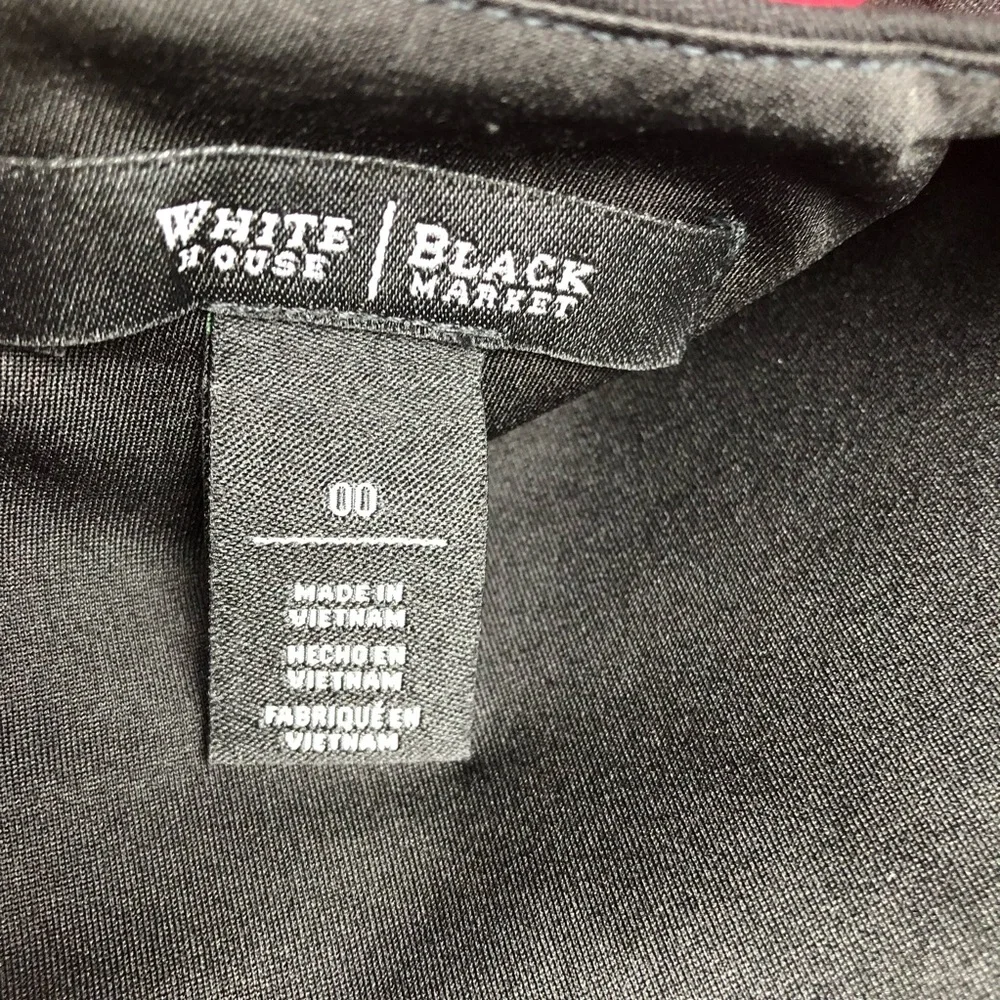 WHITE HOUSE | BLACK MARKET
00
MADE IN
VIETNAM
HECHO EN
VIETNAM
FABRIQUÉ EN
VIETNAM